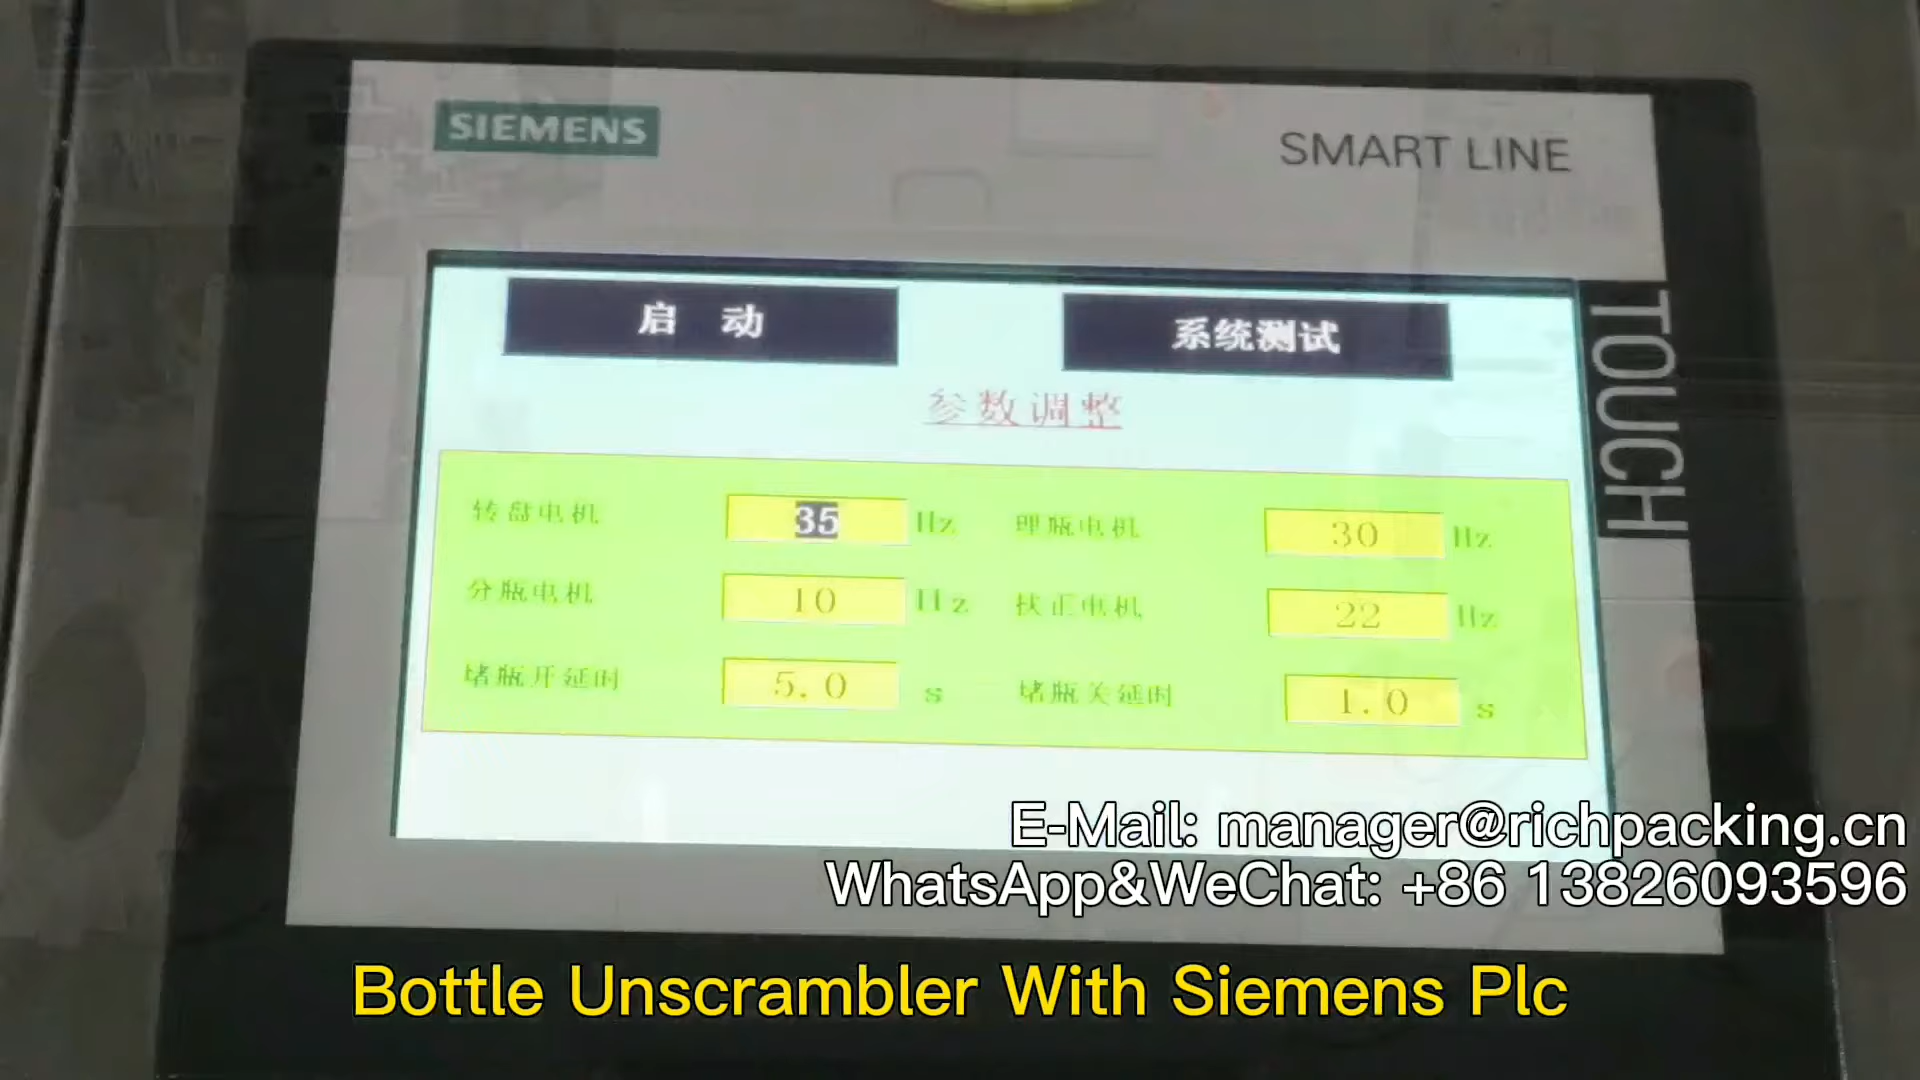 SIEMENS
SMART LINE
TOUCH
启 动
系统测试
参数调整
转盘电机 35 Hz 理瓶电机 30 Hz
分瓶电机 10 Hz 扶正电机 22 Hz
堵瓶开延时 5.0 s 堵瓶关延时 1.0 s
E-Mail: manager@richpacking.cn
WhatsApp&WeChat: +86 13826093596
Bottle Unscrambler With Siemens Plc